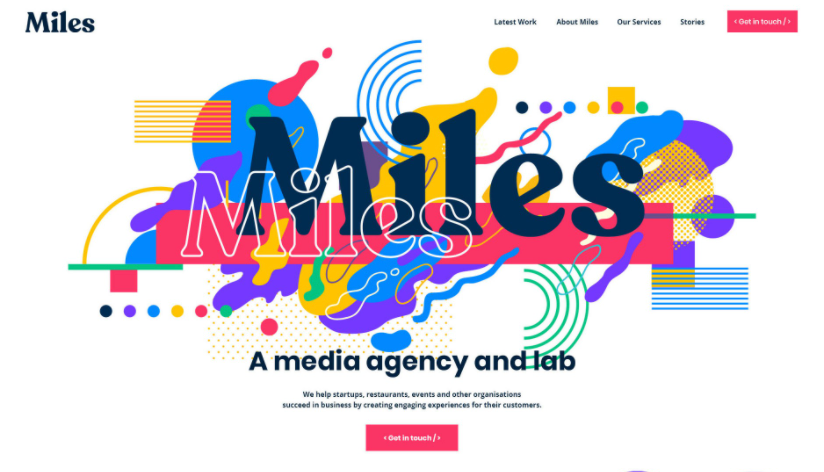 Miles
Latest Work
About Miles
Our Services
Stories
< Get in touch / >
Miles
Miles
A media agency and lab
We help startups, restaurants, events and other organisations
succeed in business by creating engaging experiences for their customers.
< Get in touch / >